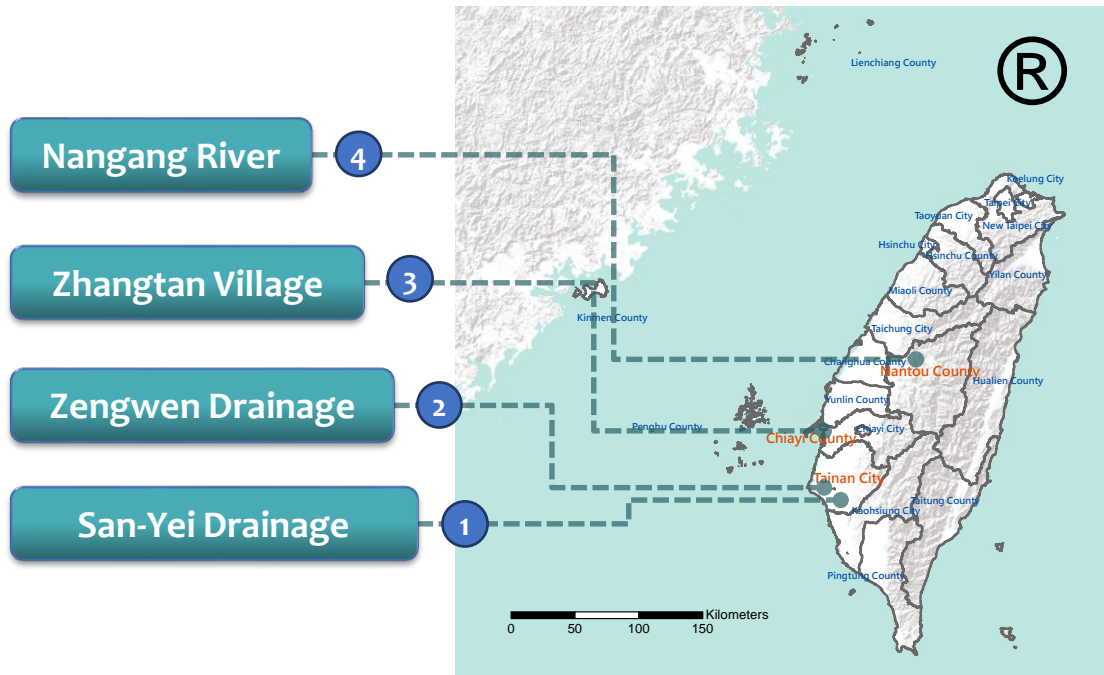 Nangang River
4
Zhangtan Village
3
Zengwen Drainage
2
San-Yei Drainage
1
®
Lienchiang County
Keelung City
Taipei City
Taoyuan City
New Taipei City
Hsinchu City
Hsinchu County
Yilan County
Miaoli County
Kinmen County
Taichung City
Changhua County
Nantou County
Hualien County
Yunlin County
Penghu County
Chiayi County
Chiayi City
Tainan City
Taitung County
Kaohsiung City
Pingtung County
Kilometers
0 50 100 150